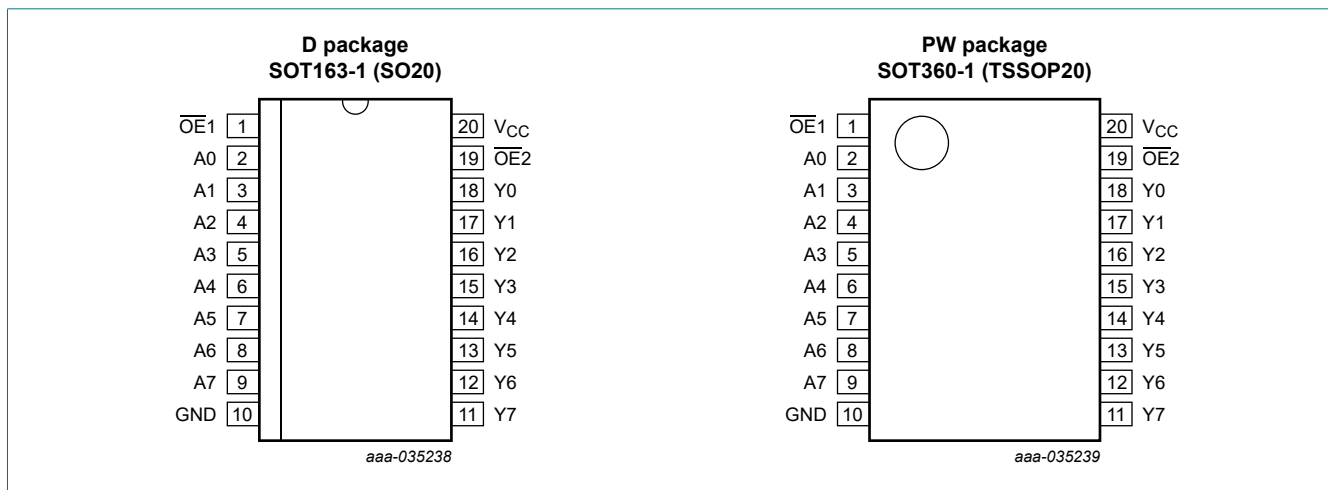 D package
SOT163-1 (SO20)
O̅E̅1 1 20 VCC
A0 2 19 O̅E̅2
A1 3 18 Y0
A2 4 17 Y1
A3 5 16 Y2
A4 6 15 Y3
A5 7 14 Y4
A6 8 13 Y5
A7 9 12 Y6
GND 10 11 Y7
aaa-035238
PW package
SOT360-1 (TSSOP20)
O̅E̅1 1 20 VCC
A0 2 19 O̅E̅2
A1 3 18 Y0
A2 4 17 Y1
A3 5 16 Y2
A4 6 15 Y3
A5 7 14 Y4
A6 8 13 Y5
A7 9 12 Y6
GND 10 11 Y7
aaa-035239